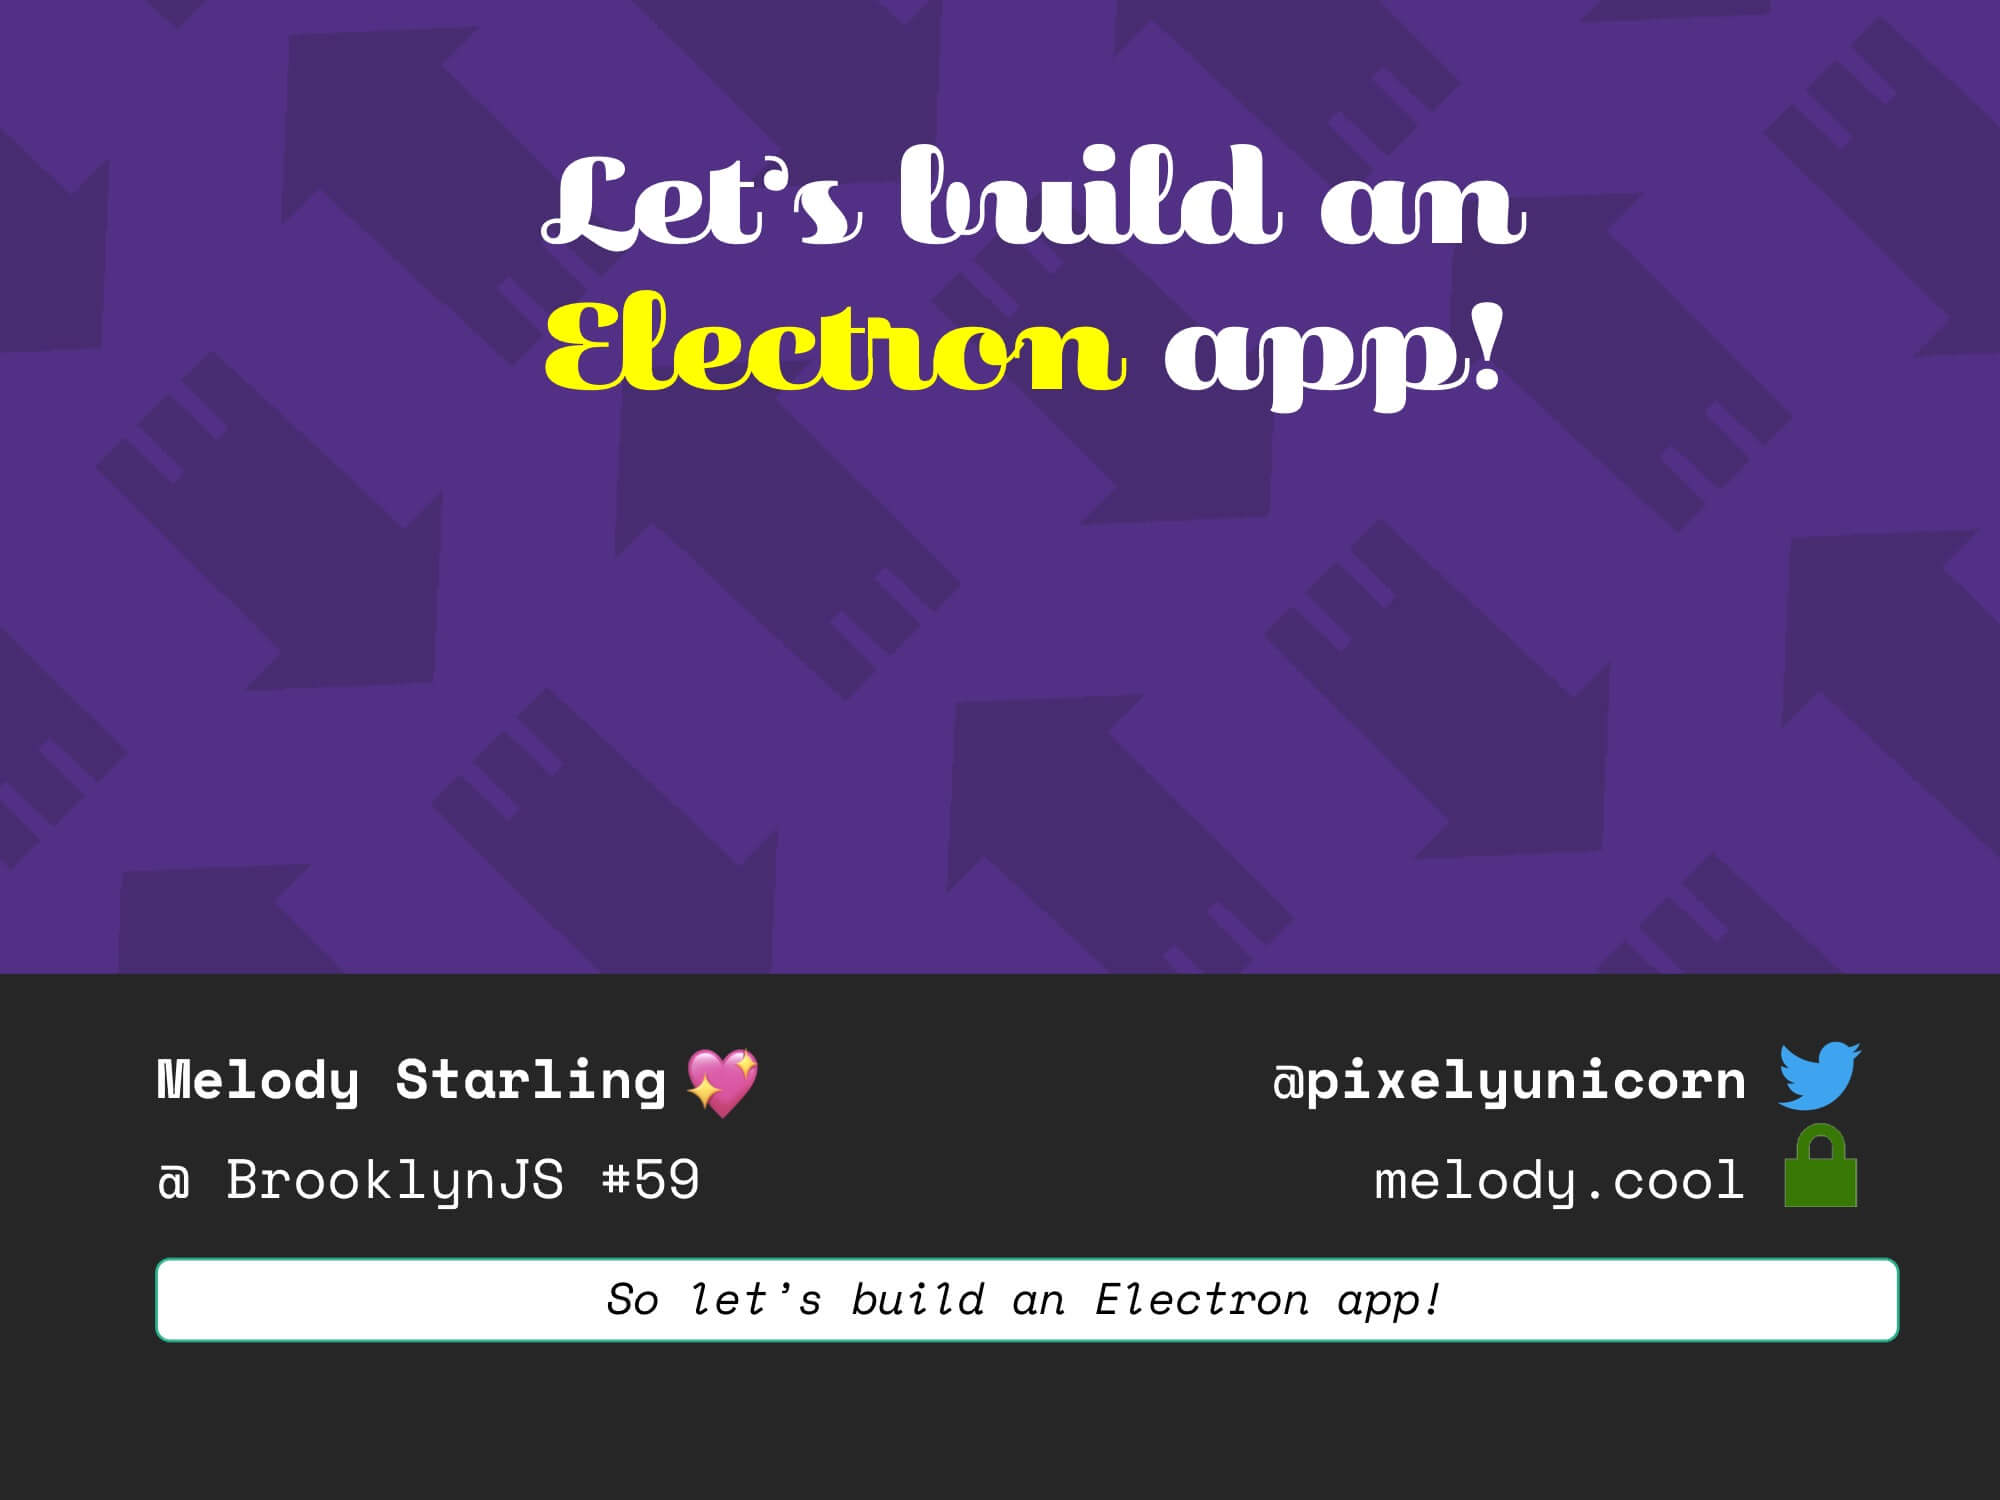 Let's build an
Electron app!
Melody Starling
@pixelyunicorn
@ BrooklynJS #59
melody.cool
So let's build an Electron app!